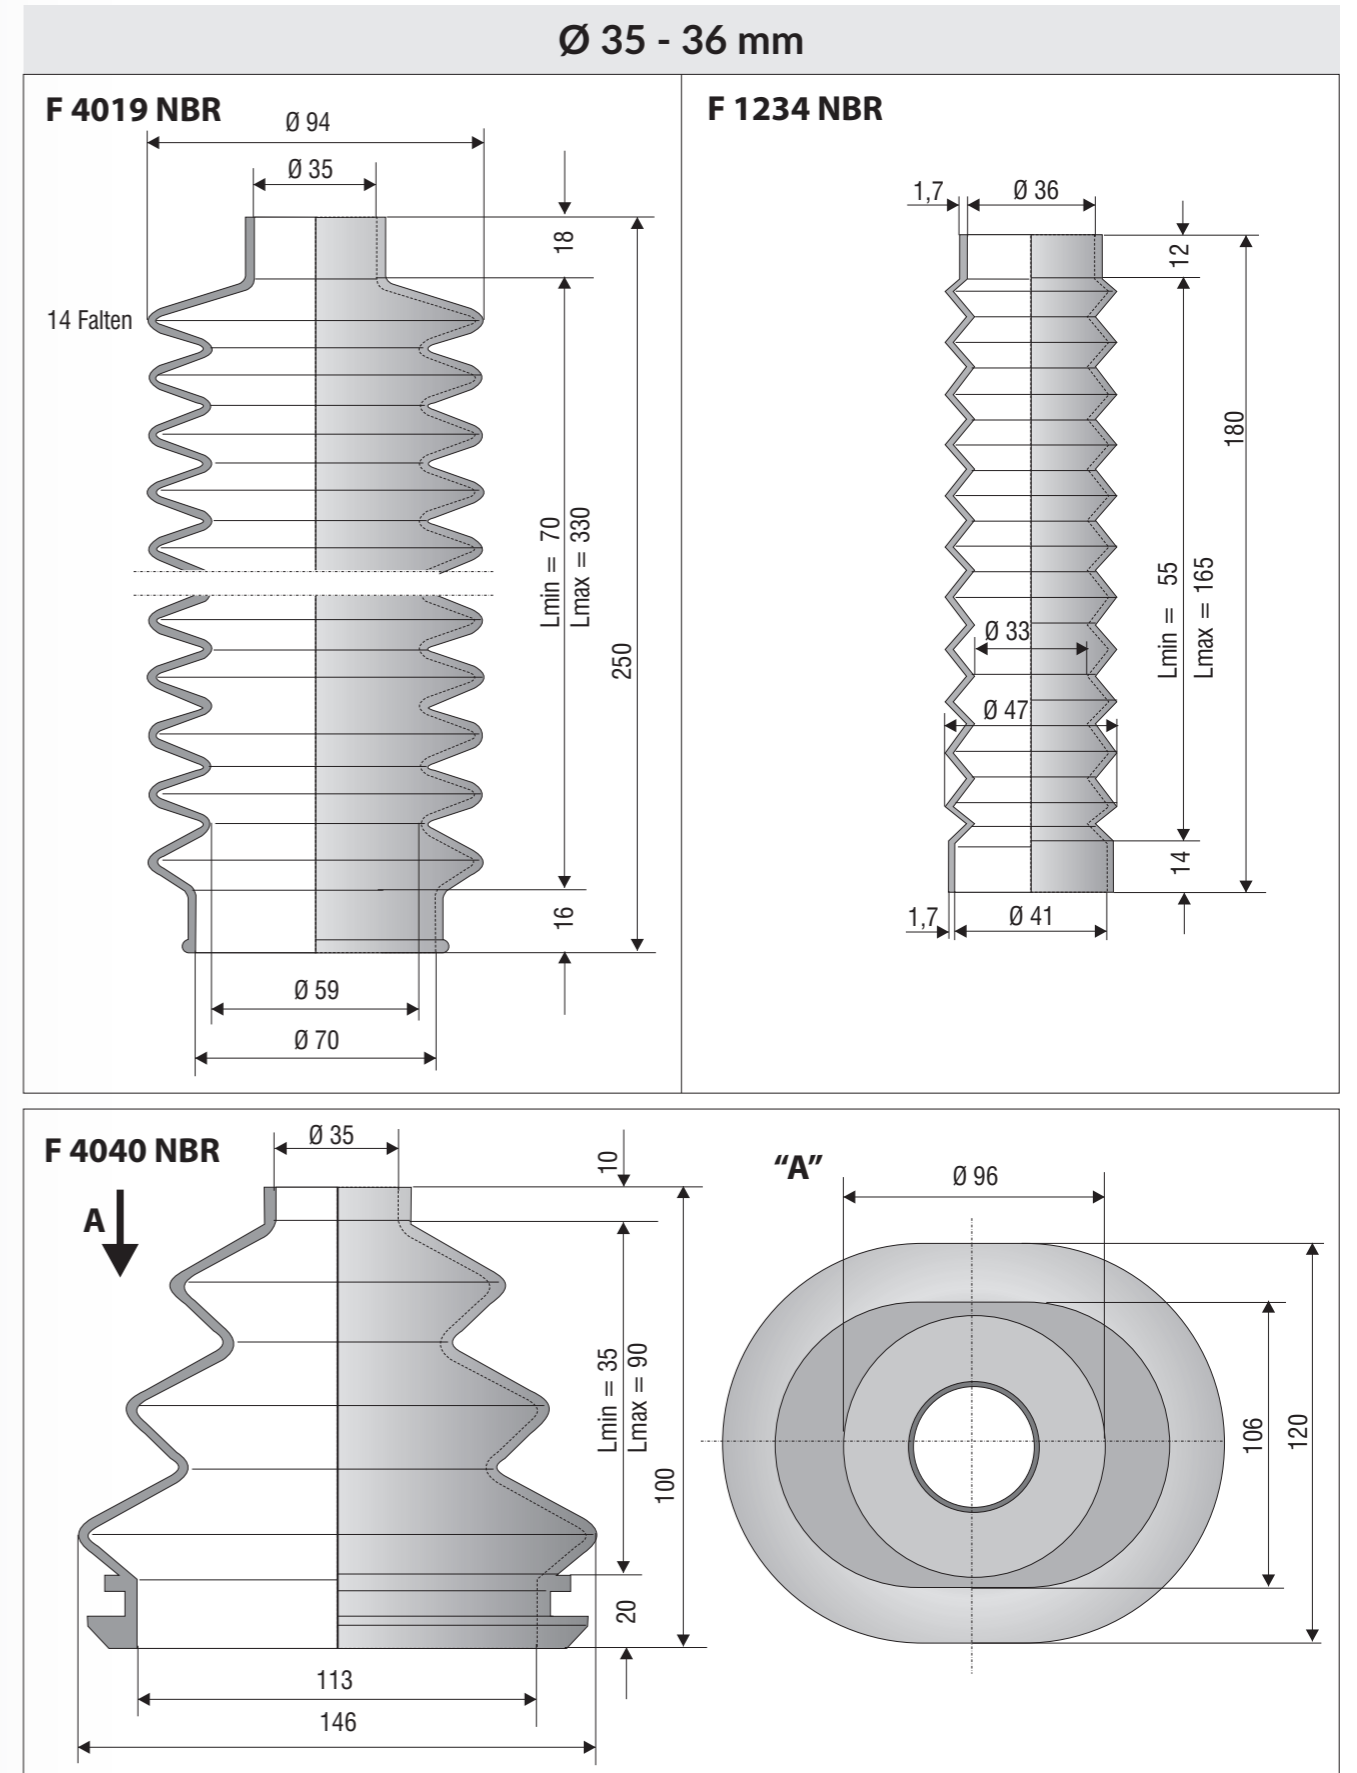 Ø 35 - 36 mm
F 4019 NBR
Ø 94
Ø 35
18
14 Falten
Lmin = 70
Lmax = 330
250
16
Ø 59
Ø 70
F 1234 NBR
1,7
Ø 36
12
180
Lmin = 55
Lmax = 165
Ø 33
Ø 47
14
1,7
Ø 41
F 4040 NBR
Ø 35
10
A
Lmin = 35
Lmax = 90
100
20
113
146
“A”
Ø 96
106
120